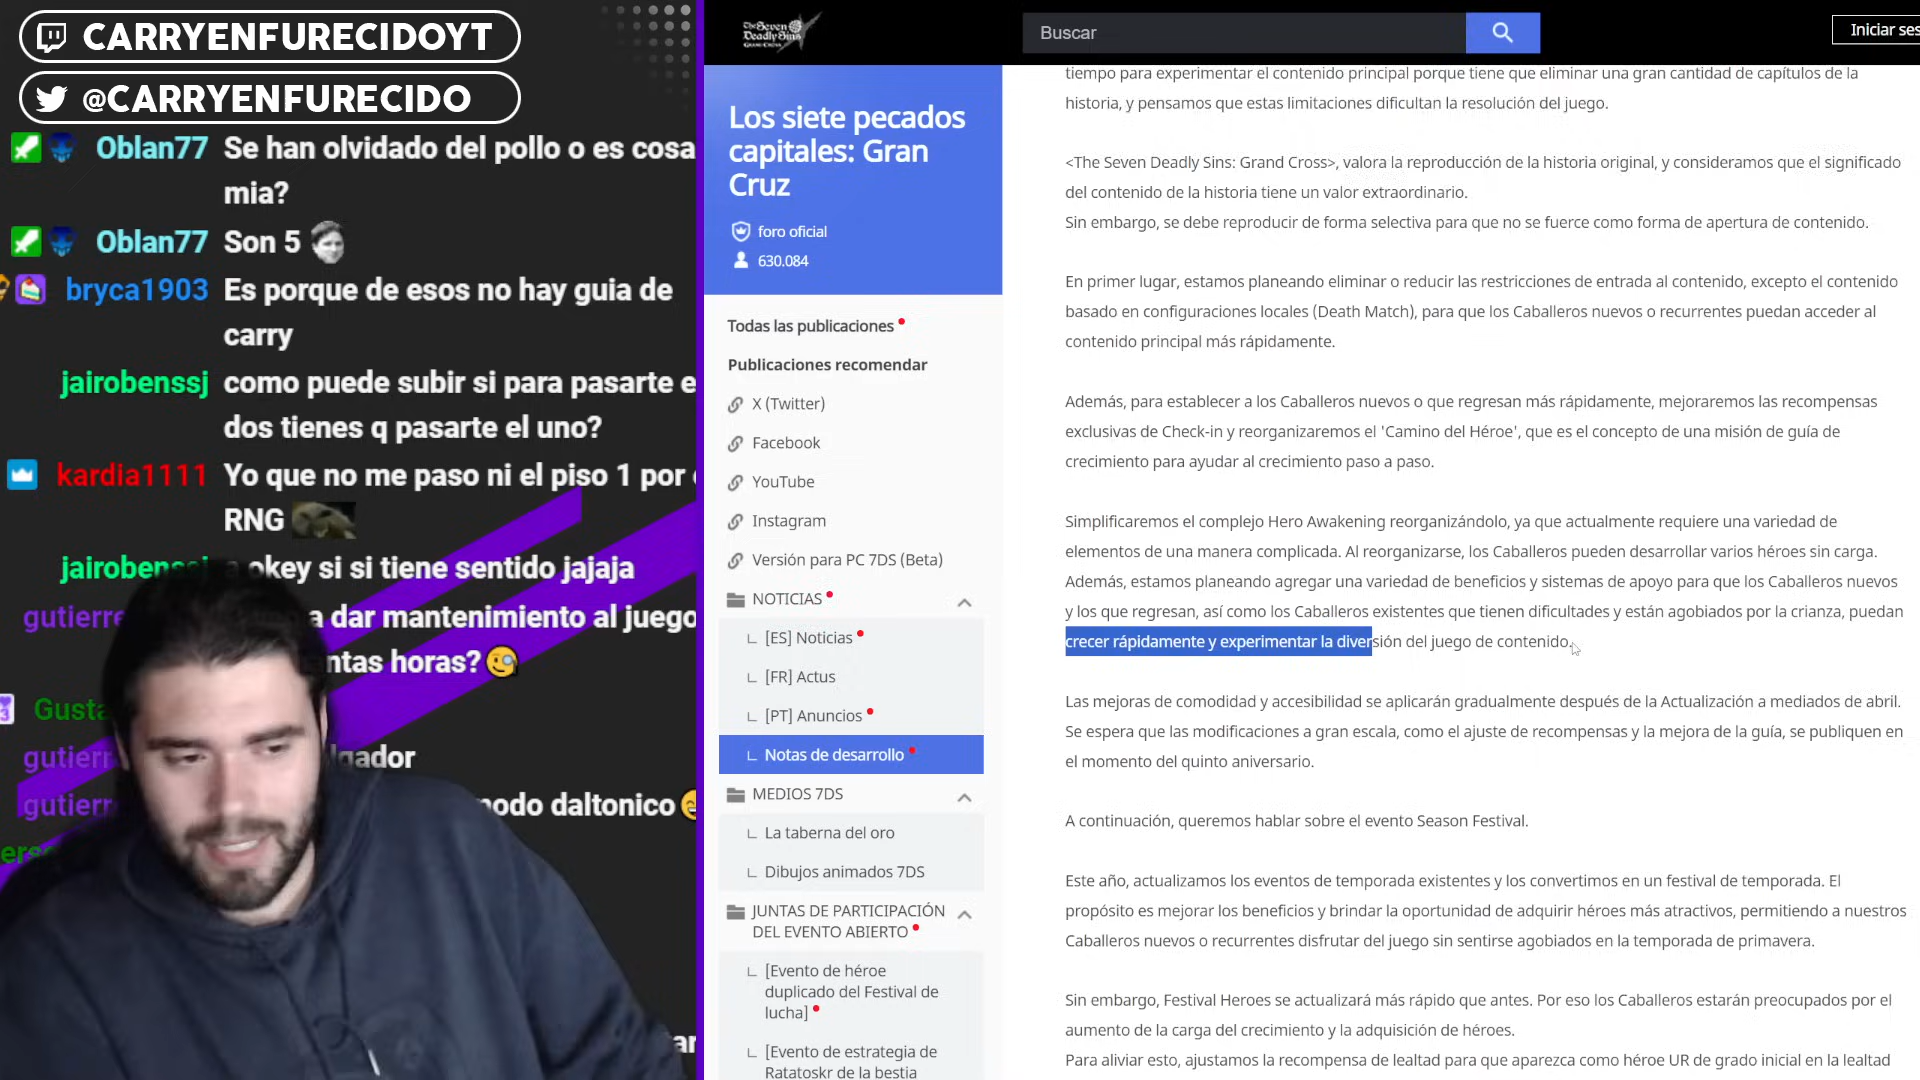 CARRYENFURECIDOYT
@CARRYENFURECIDO
Oblan77 Se han olvidado del pollo o es cosa
mia?
Oblan77 Son 5
bryca1903 Es porque de esos no hay guia de
carry
jairobenssj como puede subir si para pasarte e
dos tienes q pasarte el uno?
kardia1111 Yo que no me paso ni el piso 1 por
RNG
jairobenssj okey si si tiene sentido jajaja
gutierre a dar mantenimiento al juego
ntas horas?
Gusta
gutierr gador
gutierr modo daltonico
The Seven Deadly Sins GRAND CROSS
Buscar
Iniciar ses
Los siete pecados
capitales: Gran
Cruz
foro oficial
630.084
Todas las publicaciones
Publicaciones recomendar
X (Twitter)
Facebook
YouTube
Instagram
Versión para PC 7DS (Beta)
NOTICIAS
[ES] Noticias
[FR] Actus
[PT] Anuncios
Notas de desarrollo
MEDIOS 7DS
La taberna del oro
Dibujos animados 7DS
JUNTAS DE PARTICIPACIÓN
DEL EVENTO ABIERTO
[Evento de héroe
duplicado del Festival de
lucha]
[Evento de estrategia de
Ratatoskr de la bestia
tiempo para experimentar el contenido principal porque tiene que eliminar una gran cantidad de capítulos de la
historia, y pensamos que estas limitaciones dificultan la resolución del juego.
<The Seven Deadly Sins: Grand Cross>, valora la reproducción de la historia original, y consideramos que el significado
del contenido de la historia tiene un valor extraordinario.
Sin embargo, se debe reproducir de forma selectiva para que no se fuerce como forma de apertura de contenido.
En primer lugar, estamos planeando eliminar o reducir las restricciones de entrada al contenido, excepto el contenido
basado en configuraciones locales (Death Match), para que los Caballeros nuevos o recurrentes puedan acceder al
contenido principal más rápidamente.
Además, para establecer a los Caballeros nuevos o que regresan más rápidamente, mejoraremos las recompensas
exclusivas de Check-in y reorganizaremos el 'Camino del Héroe', que es el concepto de una misión de guía de
crecimiento para ayudar al crecimiento paso a paso.
Simplificaremos el complejo Hero Awakening reorganizándolo, ya que actualmente requiere una variedad de
elementos de una manera complicada. Al reorganizarse, los Caballeros pueden desarrollar varios héroes sin carga.
Además, estamos planeando agregar una variedad de beneficios y sistemas de apoyo para que los Caballeros nuevos
y los que regresan, así como los Caballeros existentes que tienen dificultades y están agobiados por la crianza, puedan
crecer rápidamente y experimentar la diversión del juego de contenido.
Las mejoras de comodidad y accesibilidad se aplicarán gradualmente después de la Actualización a mediados de abril.
Se espera que las modificaciones a gran escala, como el ajuste de recompensas y la mejora de la guía, se publiquen en
el momento del quinto aniversario.
A continuación, queremos hablar sobre el evento Season Festival.
Este año, actualizamos los eventos de temporada existentes y los convertimos en un festival de temporada. El
propósito es mejorar los beneficios y brindar la oportunidad de adquirir héroes más atractivos, permitiendo a nuestros
Caballeros nuevos o recurrentes disfrutar del juego sin sentirse agobiados en la temporada de primavera.
Sin embargo, Festival Heroes se actualizará más rápido que antes. Por eso los Caballeros estarán preocupados por el
aumento de la carga del crecimiento y la adquisición de héroes.
Para aliviar esto, ajustamos la recompensa de lealtad para que aparezca como héroe UR de grado inicial en la lealtad